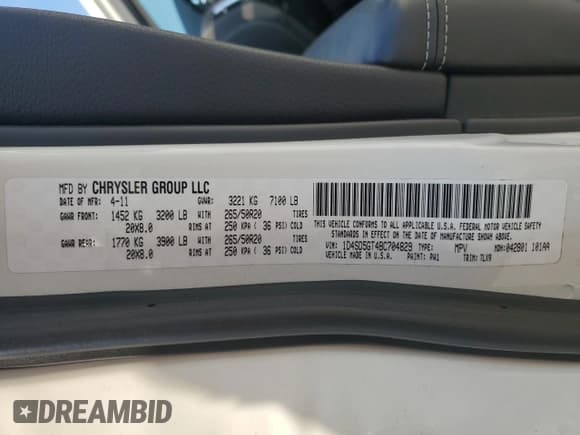 MFD BY CHRYSLER GROUP LLC
DATE OF MFR: 4-11 GVWR: 3221 KG 7100 LB
GAWR FRONT: 1452 KG 3200 LB WITH 265/50R20 TIRES
20X8.0 RIMS AT 250 KPA ( 36 PSI) COLD
GAWR REAR: 1770 KG 3900 LB WITH 265/50R20 TIRES
20X8.0 RIMS AT 250 KPA ( 36 PSI) COLD
THIS VEHICLE CONFORMS TO ALL APPLICABLE U.S.A. FEDERAL MOTOR VEHICLE SAFETY
STANDARDS IN EFFECT ON THE DATE OF MANUFACTURE SHOWN ABOVE.
VIN: 1D4SD5GT4BC704829 TYPE: MPV MDH:042801 101AA
VEHICLE MADE IN U.S.A. PAINT: PA1 TRIM: TLX9
DREAMBID